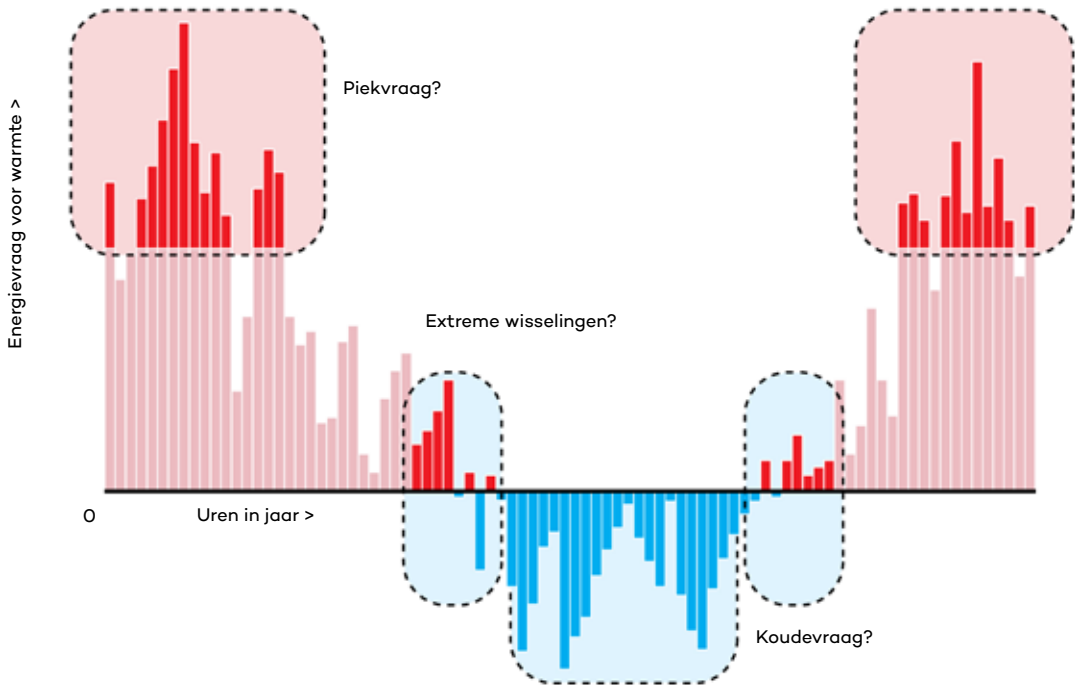 Piekvraag?
Energievraag voor warmte >
Extreme wisselingen?
0
Uren in jaar >
Koudevraag?